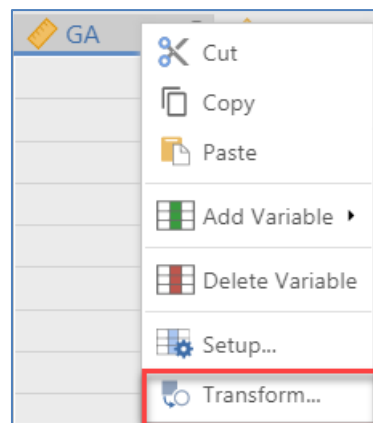 GA
Cut
Copy
Paste
Add Variable
Delete Variable
Setup...
Transform...